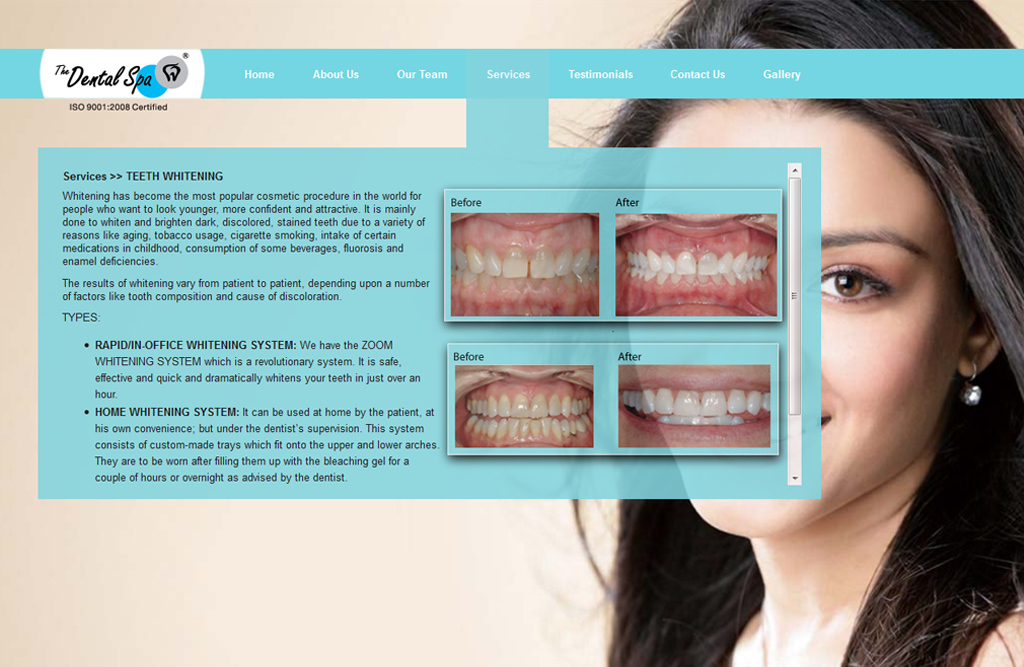 The Dental Spa ®
ISO 9001:2008 Certified
Home About Us Our Team Services Testimonials Contact Us Gallery
Services >> TEETH WHITENING
Whitening has become the most popular cosmetic procedure in the world for
people who want to look younger, more confident and attractive. It is mainly
done to whiten and brighten dark, discolored, stained teeth due to a variety of
reasons like aging, tobacco usage, cigarette smoking, intake of certain
medications in childhood, consumption of some beverages, fluorosis and
enamel deficiencies.
The results of whitening vary from patient to patient, depending upon a number
of factors like tooth composition and cause of discoloration.
TYPES:
• RAPID/IN-OFFICE WHITENING SYSTEM: We have the ZOOM
WHITENING SYSTEM which is a revolutionary system. It is safe,
effective and quick and dramatically whitens your teeth in just over an
hour.
• HOME WHITENING SYSTEM: It can be used at home by the patient, at
his own convenience; but under the dentist's supervision. This system
consists of custom-made trays which fit onto the upper and lower arches.
They are to be worn after filling them up with the bleaching gel for a
couple of hours or overnight as advised by the dentist.
Before After
Before After